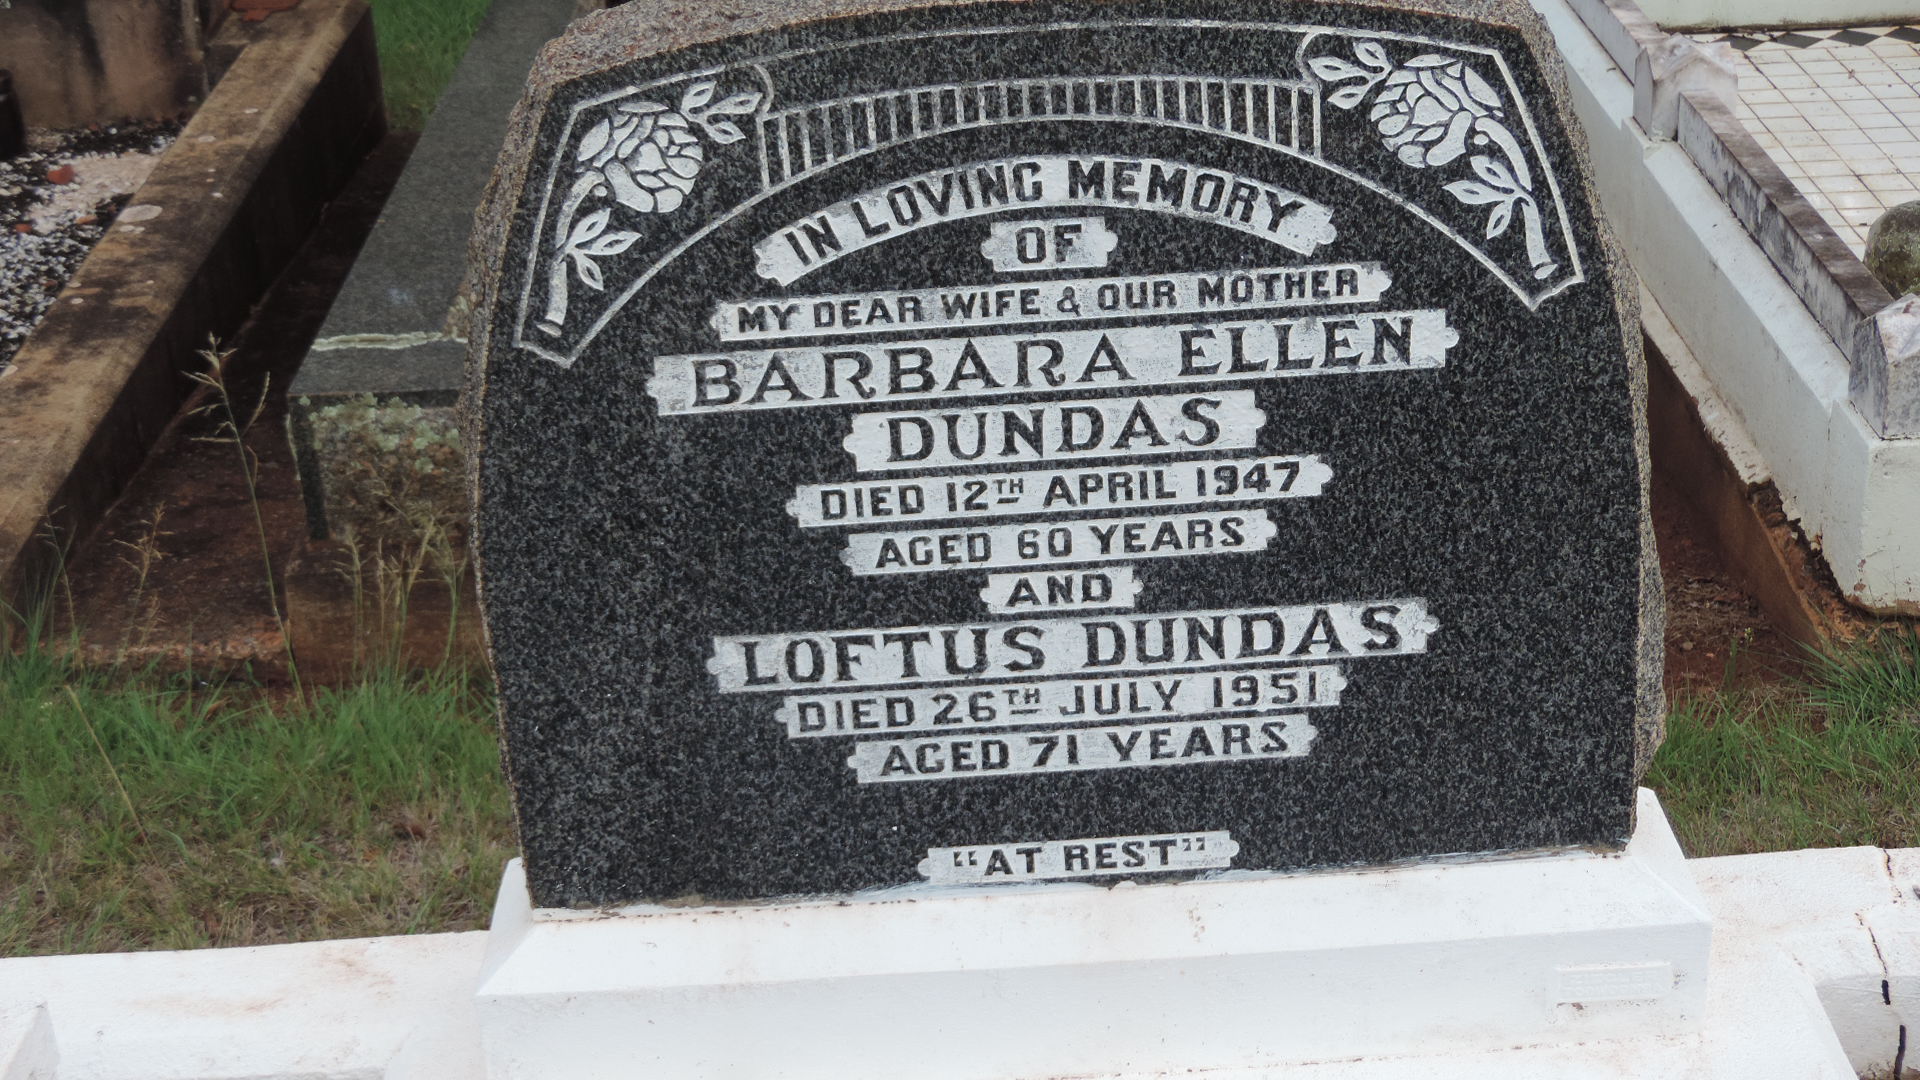 IN LOVING MEMORY
OF
MY DEAR WIFE & OUR MOTHER
BARBARA ELLEN
DUNDAS
DIED 12TH APRIL 1947
AGED 60 YEARS
AND
LOFTUS DUNDAS
DIED 26TH JULY 1951
AGED 71 YEARS
"AT REST"